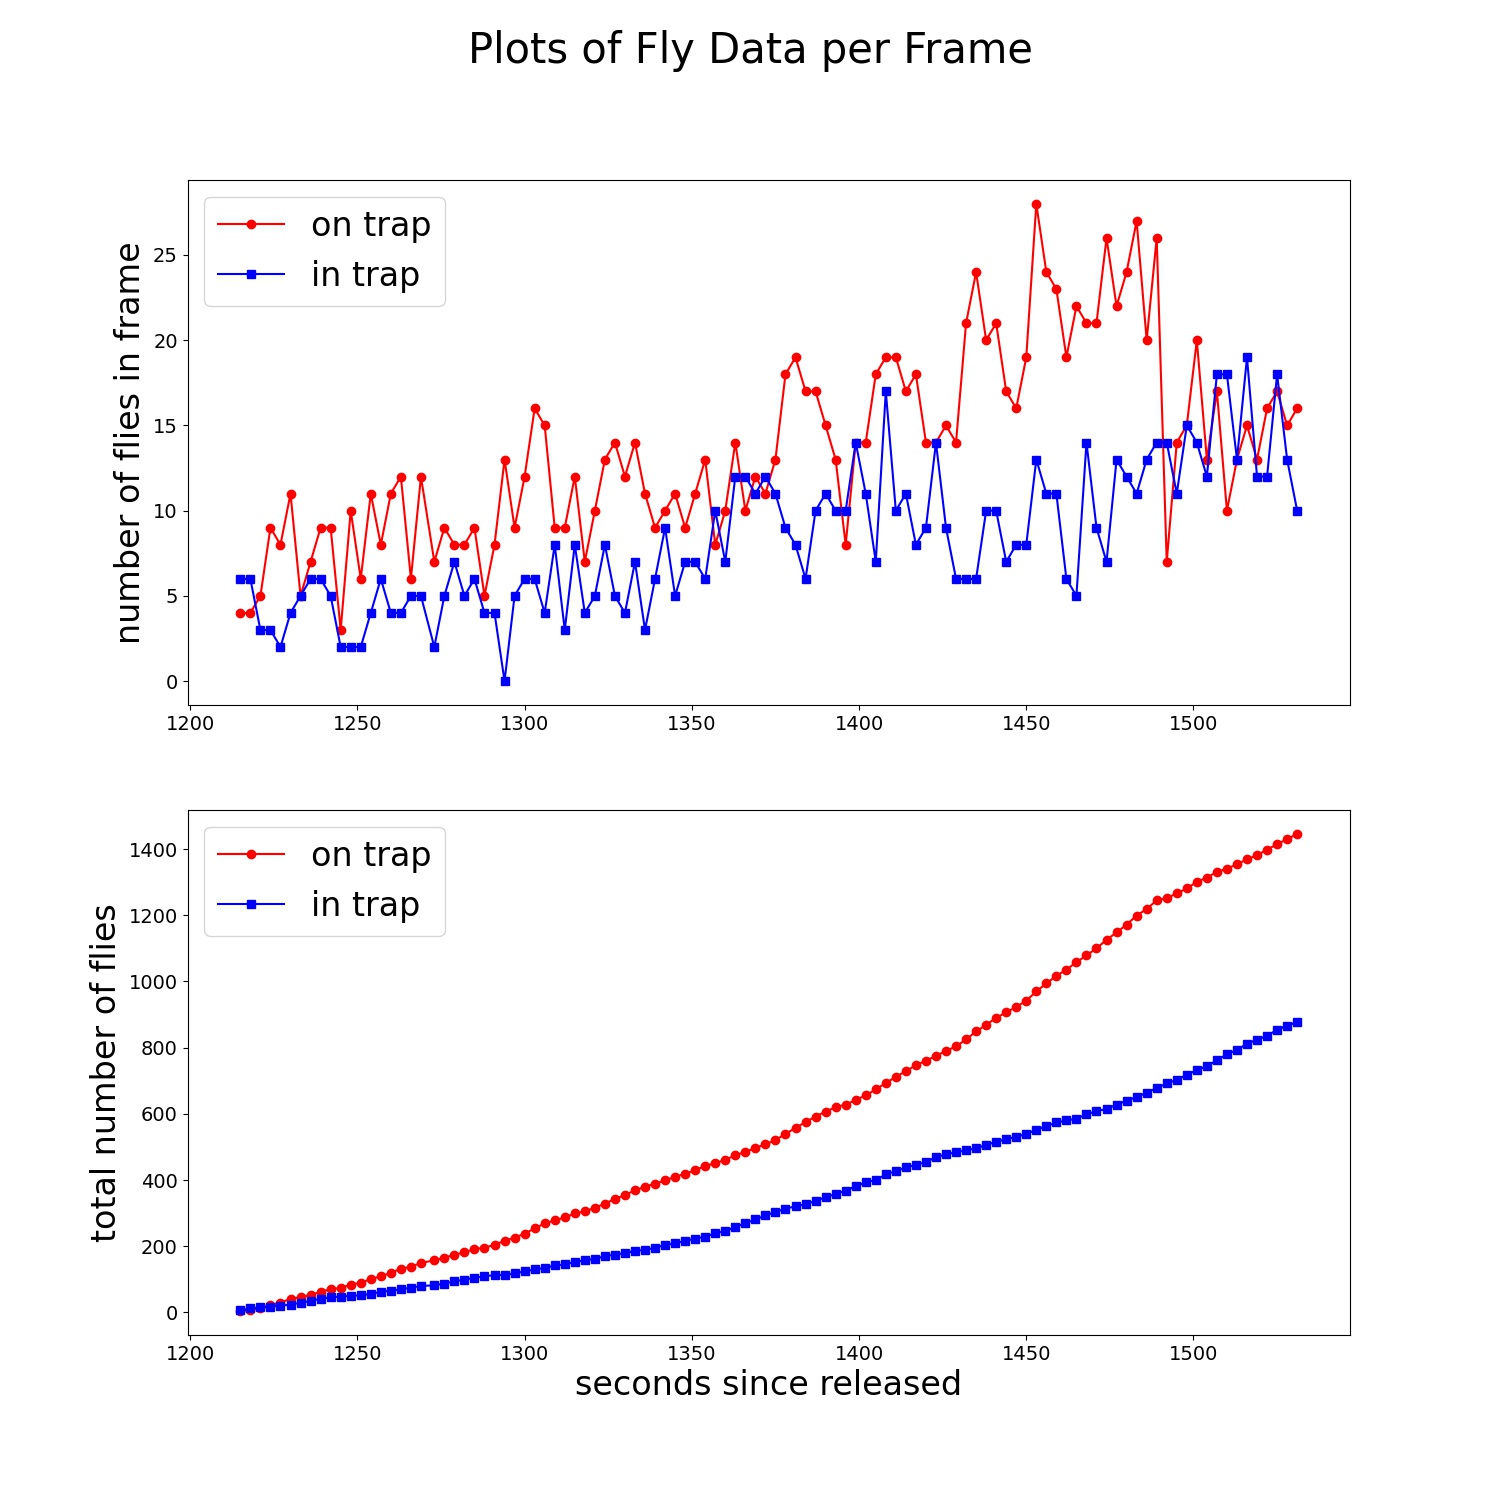 Plots of Fly Data per Frame
on trap
in trap
number of flies in frame
25
20
15
10
5
0
1200 1250 1300 1350 1400 1450 1500
on trap
in trap
total number of flies
1400
1200
1000
800
600
400
200
0
1200 1250 1300 1350 1400 1450 1500
seconds since released